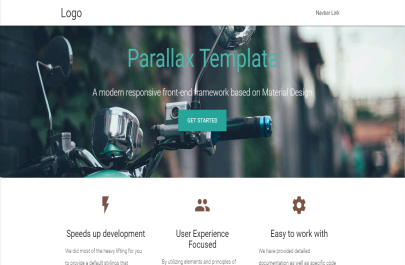 Logo
Navbar Link
Parallax Template
A modern responsive front-end framework based on Material Design
GET STARTED
Speeds up development
User Experience
Focused
Easy to work with
We did most of the heavy lifting for you
to provide a default stylings that
By utilizing elements and principles of
We have provided detailed
documentation as well as specific code